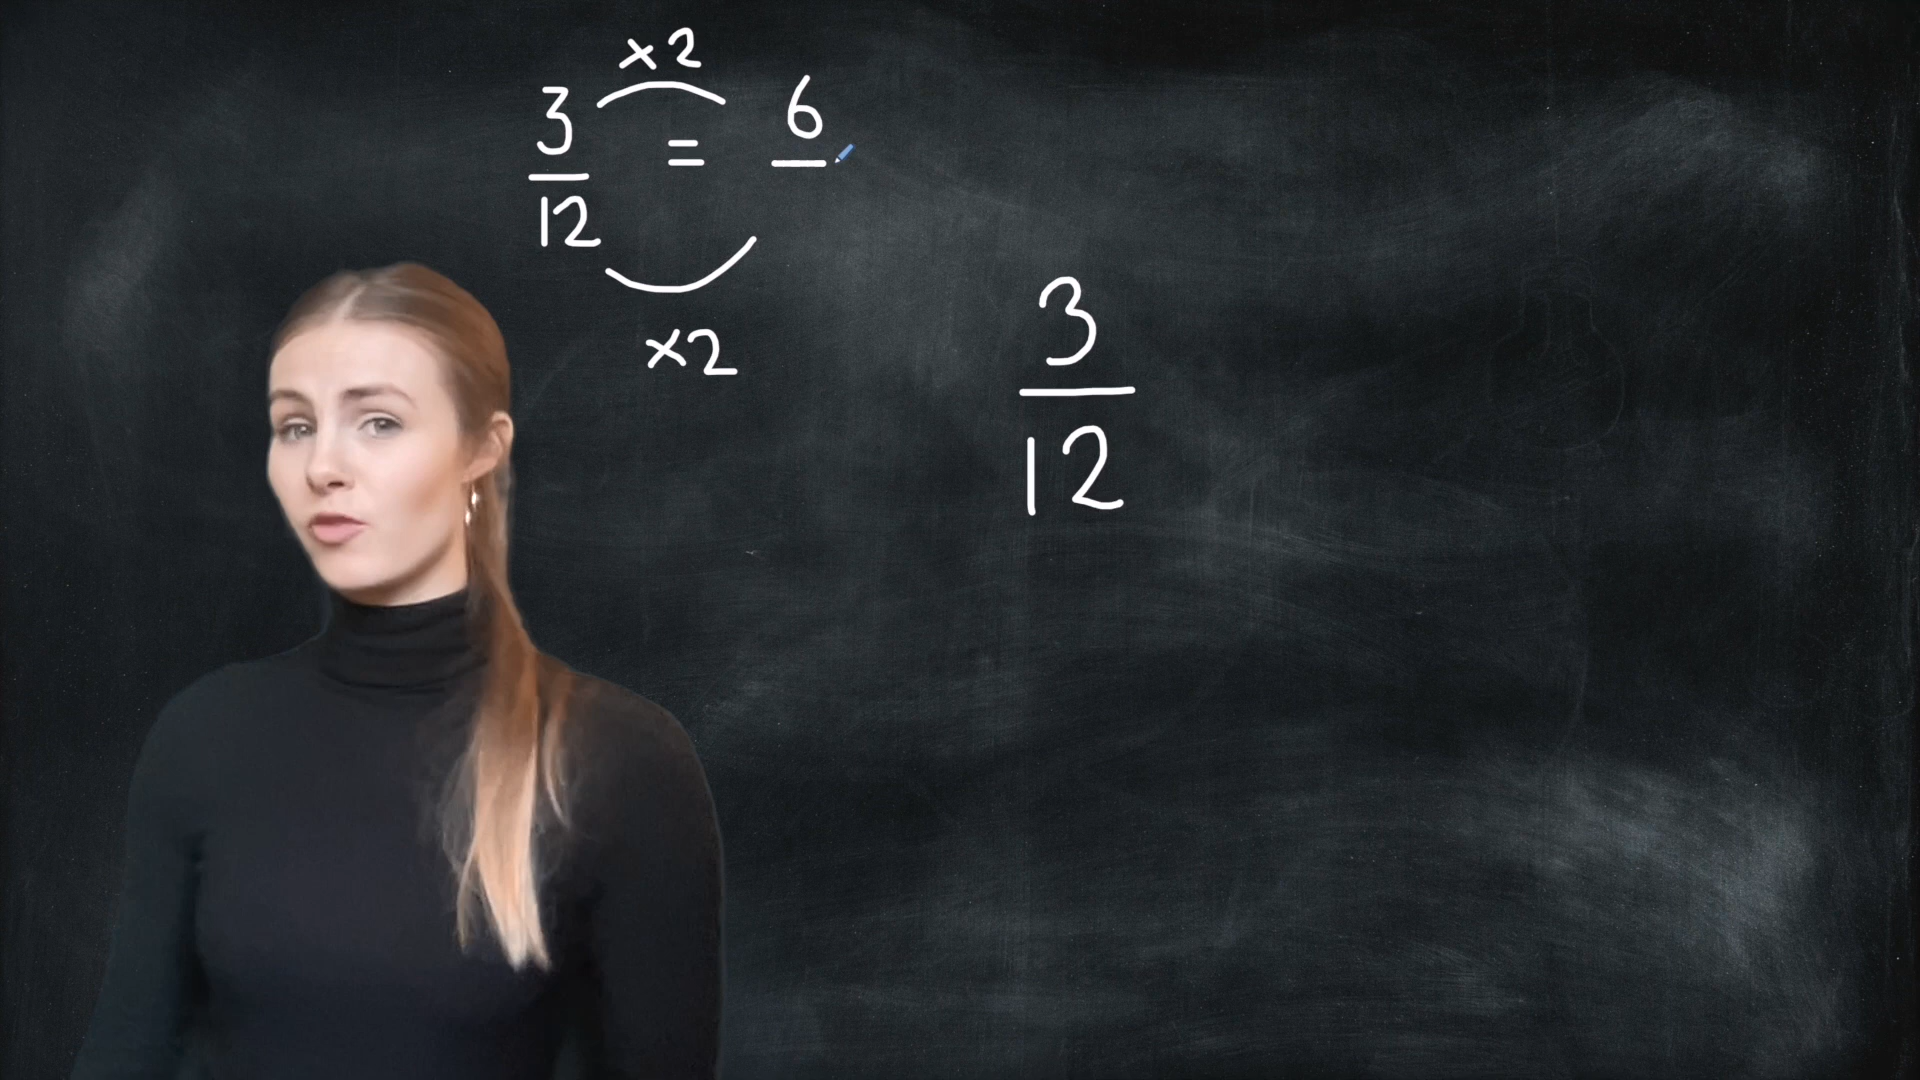 ×2
3/12 = 6/
×2
3/12